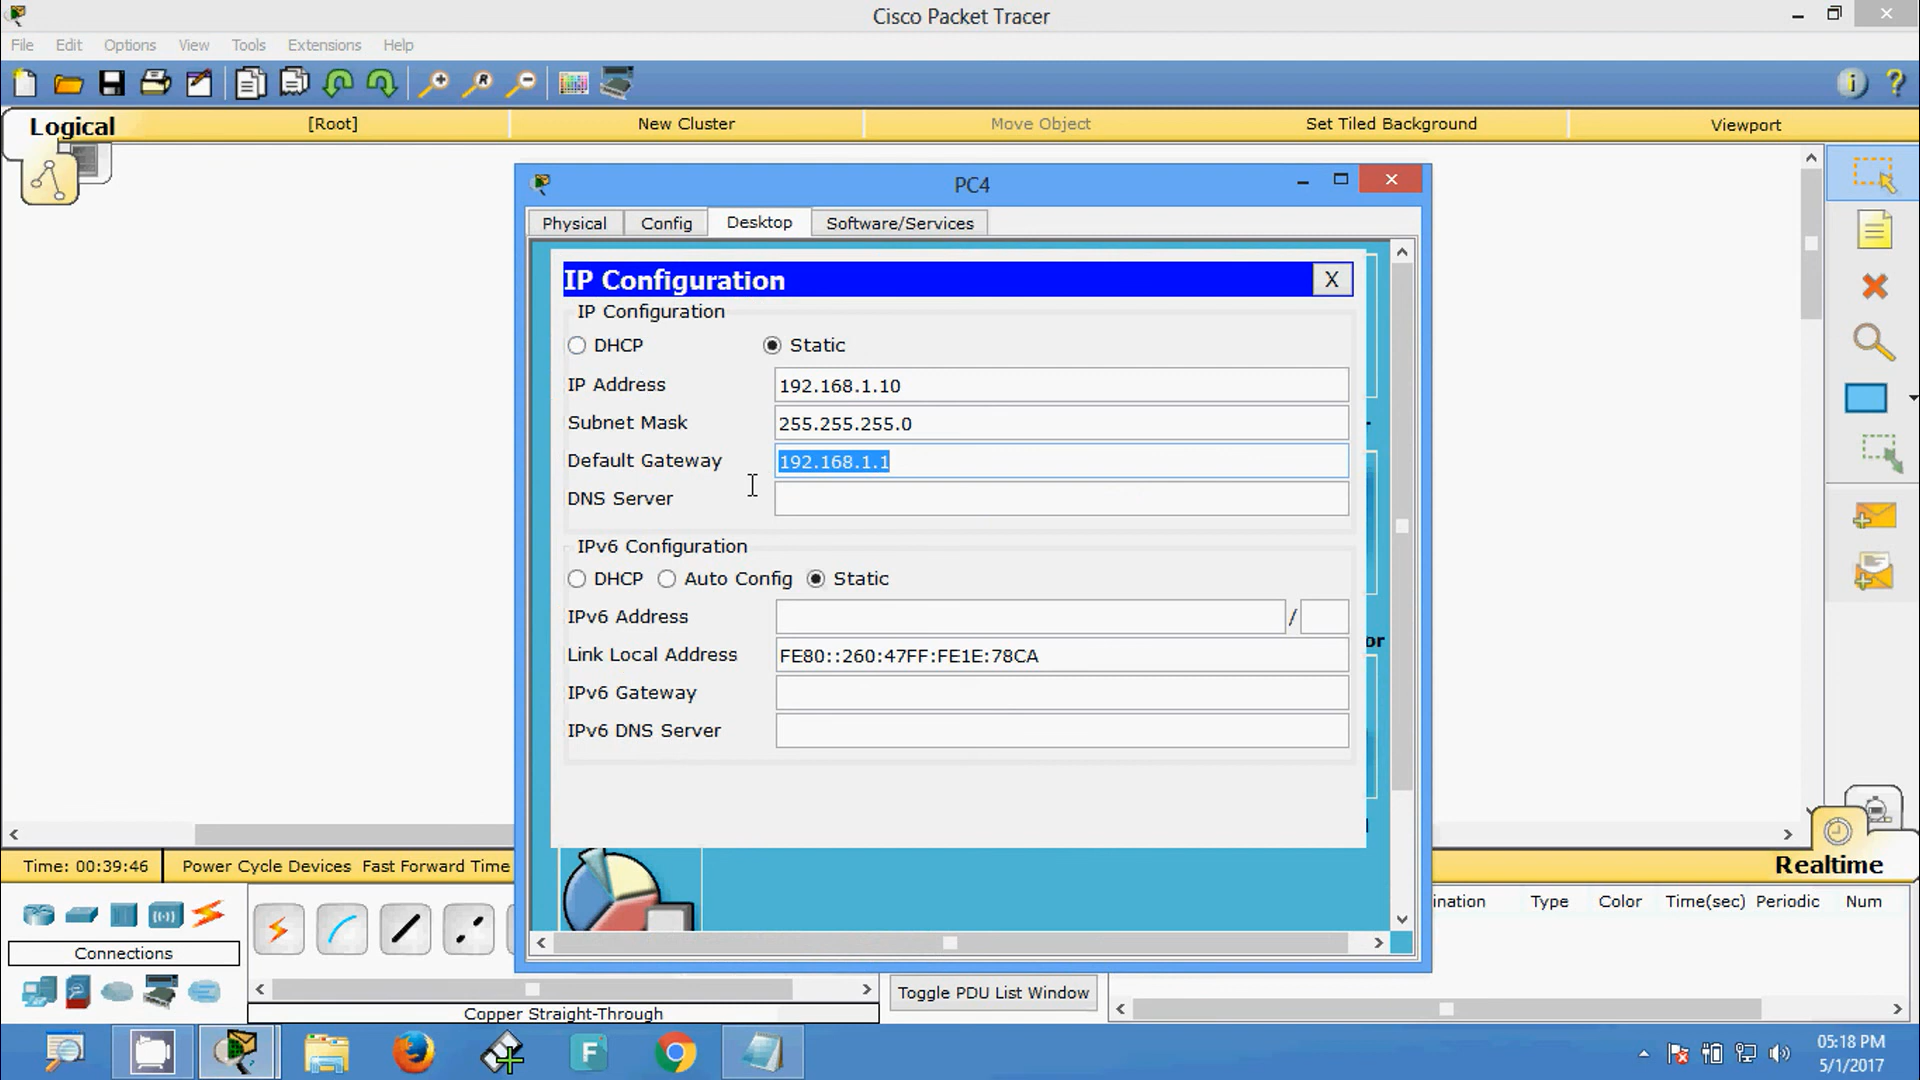 Cisco Packet Tracer
File Edit Options View Tools Extensions Help
Logical [Root] New Cluster Move Object Set Tiled Background Viewport
PC4
Physical Config Desktop Software/Services
IP Configuration X
IP Configuration
DHCP Static
IP Address 192.168.1.10
Subnet Mask 255.255.255.0
Default Gateway 192.168.1.1
DNS Server
IPv6 Configuration
DHCP Auto Config Static
IPv6 Address /
Link Local Address FE80::260:47FF:FE1E:78CA
IPv6 Gateway
IPv6 DNS Server
or
Time: 00:39:46 Power Cycle Devices Fast Forward Time Realtime
ination Type Color Time(sec) Periodic Num
Connections
Toggle PDU List Window
Copper Straight-Through
05:18 PM
5/1/2017